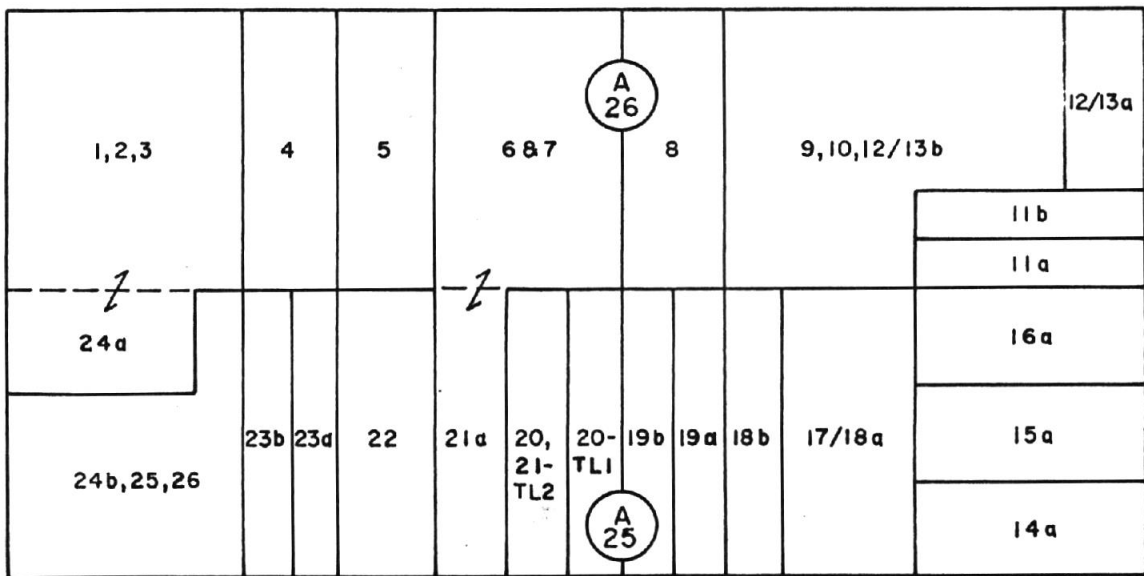 A
26
12/13a
1,2,3
4
5
6&7
8
9,10,12/13b
11b
11a
24a
16a
23b
23a
22
21a
20,
21-
TL2
20-
TL1
19b
19a
18b
17/18a
15a
24b,25,26
A
25
14a